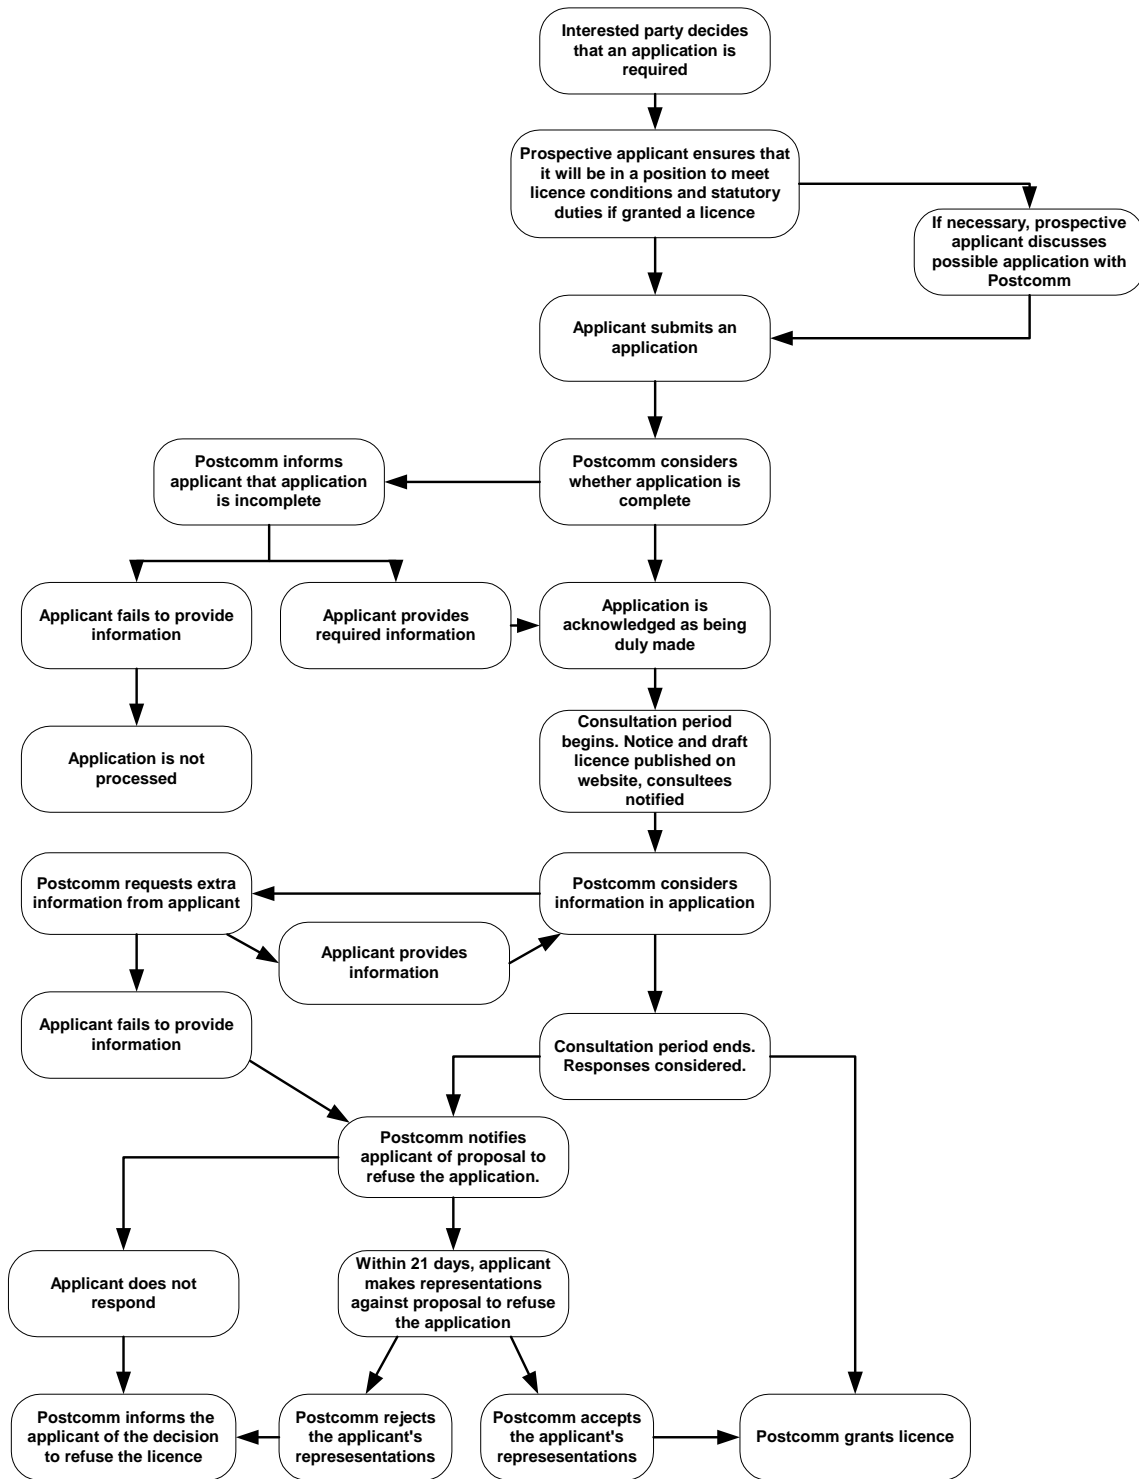 Interested party decides
that an application is
required
Prospective applicant ensures that
it will be in a position to meet
licence conditions and statutory
duties if granted a licence
If necessary, prospective
applicant discusses
possible application with
Postcomm
Applicant submits an
application
Postcomm informs
applicant that application
is incomplete
Postcomm considers
whether application is
complete
Applicant fails to provide
information
Applicant provides
required information
Application is
acknowledged as being
duly made
Application is not
processed
Consultation period
begins. Notice and draft
licence published on
website, consultees
notified
Postcomm requests extra
information from applicant
Postcomm considers
information in application
Applicant provides
information
Applicant fails to provide
information
Consultation period ends.
Responses considered.
Postcomm notifies
applicant of proposal to
refuse the application.
Applicant does not
respond
Within 21 days, applicant
makes representations
against proposal to refuse
the application
Postcomm informs the
applicant of the decision
to refuse the licence
Postcomm rejects
the applicant's
represesentations
Postcomm accepts
the applicant's
represesentations
Postcomm grants licence